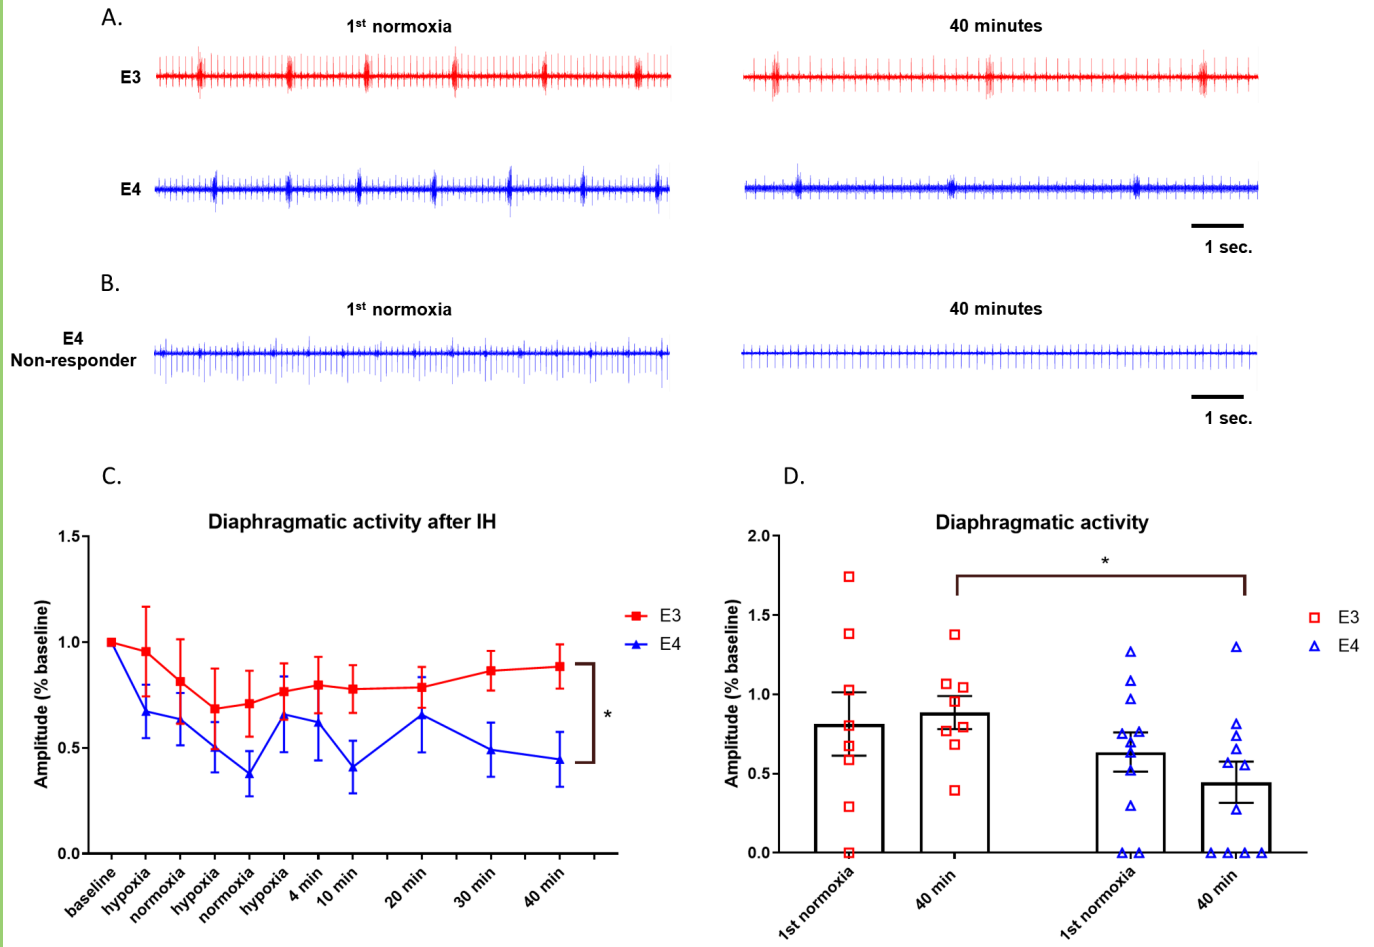 A.
1st normoxia
40 minutes
E3
E4
1 sec.
B.
1st normoxia
40 minutes
E4
Non-responder
1 sec.
C.
Diaphragmatic activity after IH
Amplitude (% baseline)
1.5
1.0
0.5
0.0
E3
E4
*
baseline
hypoxia
normoxia
hypoxia
normoxia
hypoxia
4 min
10 min
20 min
30 min
40 min
D.
Diaphragmatic activity
Amplitude (% baseline)
2.0
1.5
1.0
0.5
0.0
*
E3
E4
1st normoxia
40 min
1st normoxia
40 min